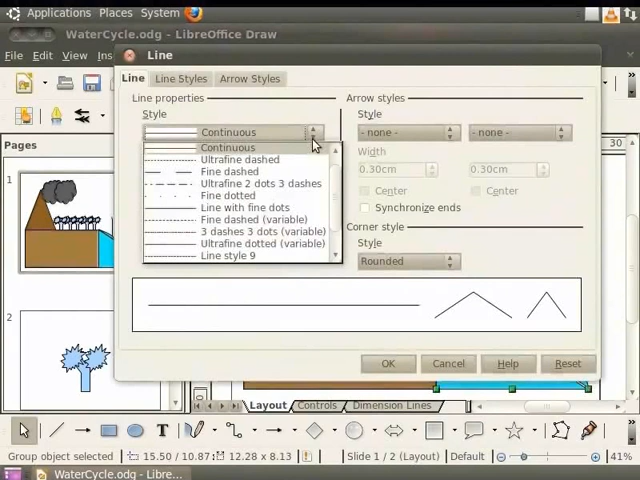 Applications Places System
WaterCycle.odg - LibreOffice Draw
File Edit View Ins
Line
Line Line Styles Arrow Styles
Line properties
Arrow styles
Style
Style
Continuous
- none -
- none -
Continuous
Ultrafine dashed
Fine dashed
Ultrafine 2 dots 3 dashes
Fine dotted
Line with fine dots
Fine dashed (variable)
3 dashes 3 dots (variable)
Ultrafine dotted (variable)
Line style 9
Width
0.30cm
0.30cm
Center
Center
Synchronize ends
Corner style
Style
Rounded
OK Cancel Help Reset
Pages
1
2
30
Layout Controls Dimension Lines
T
Group object selected 15.50 / 10.87 12.28 x 8.13 Slide 1 / 2 (Layout) Default 41%
WaterCycle.odg - Libre...